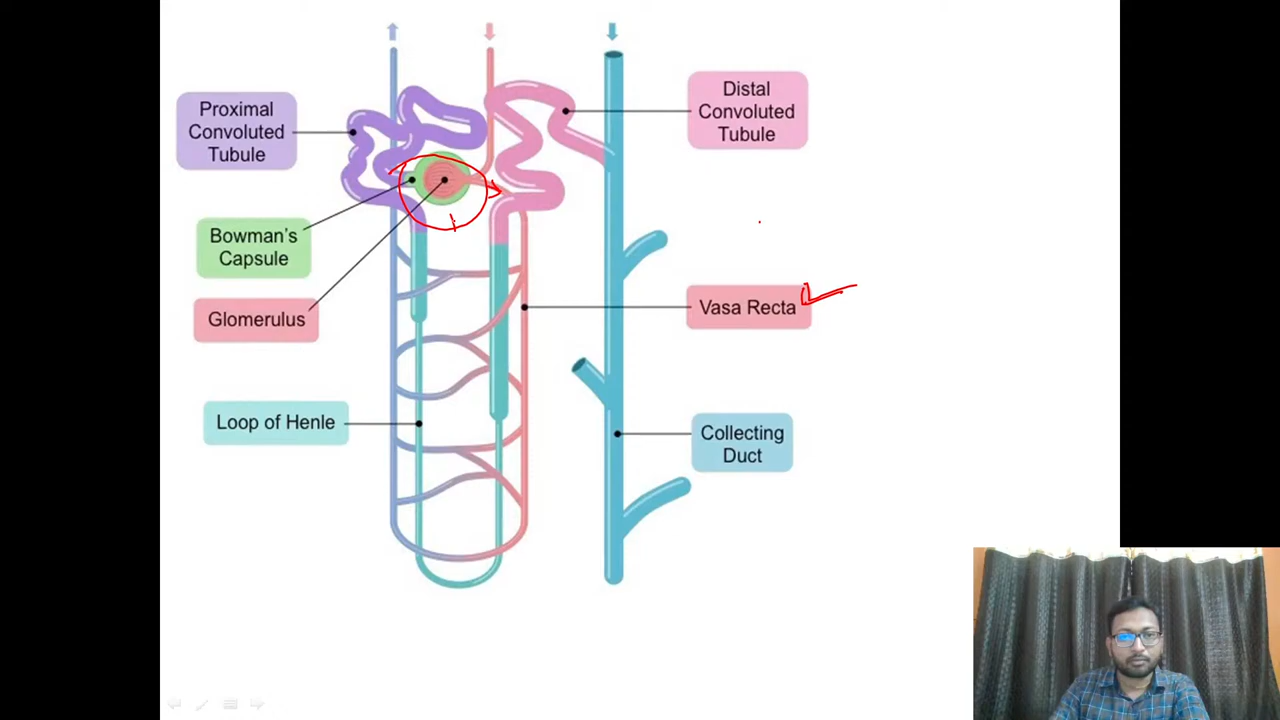 Proximal
Convoluted
Tubule
Distal
Convoluted
Tubule
Bowman's
Capsule
Glomerulus
Vasa Recta
Loop of Henle
Collecting
Duct